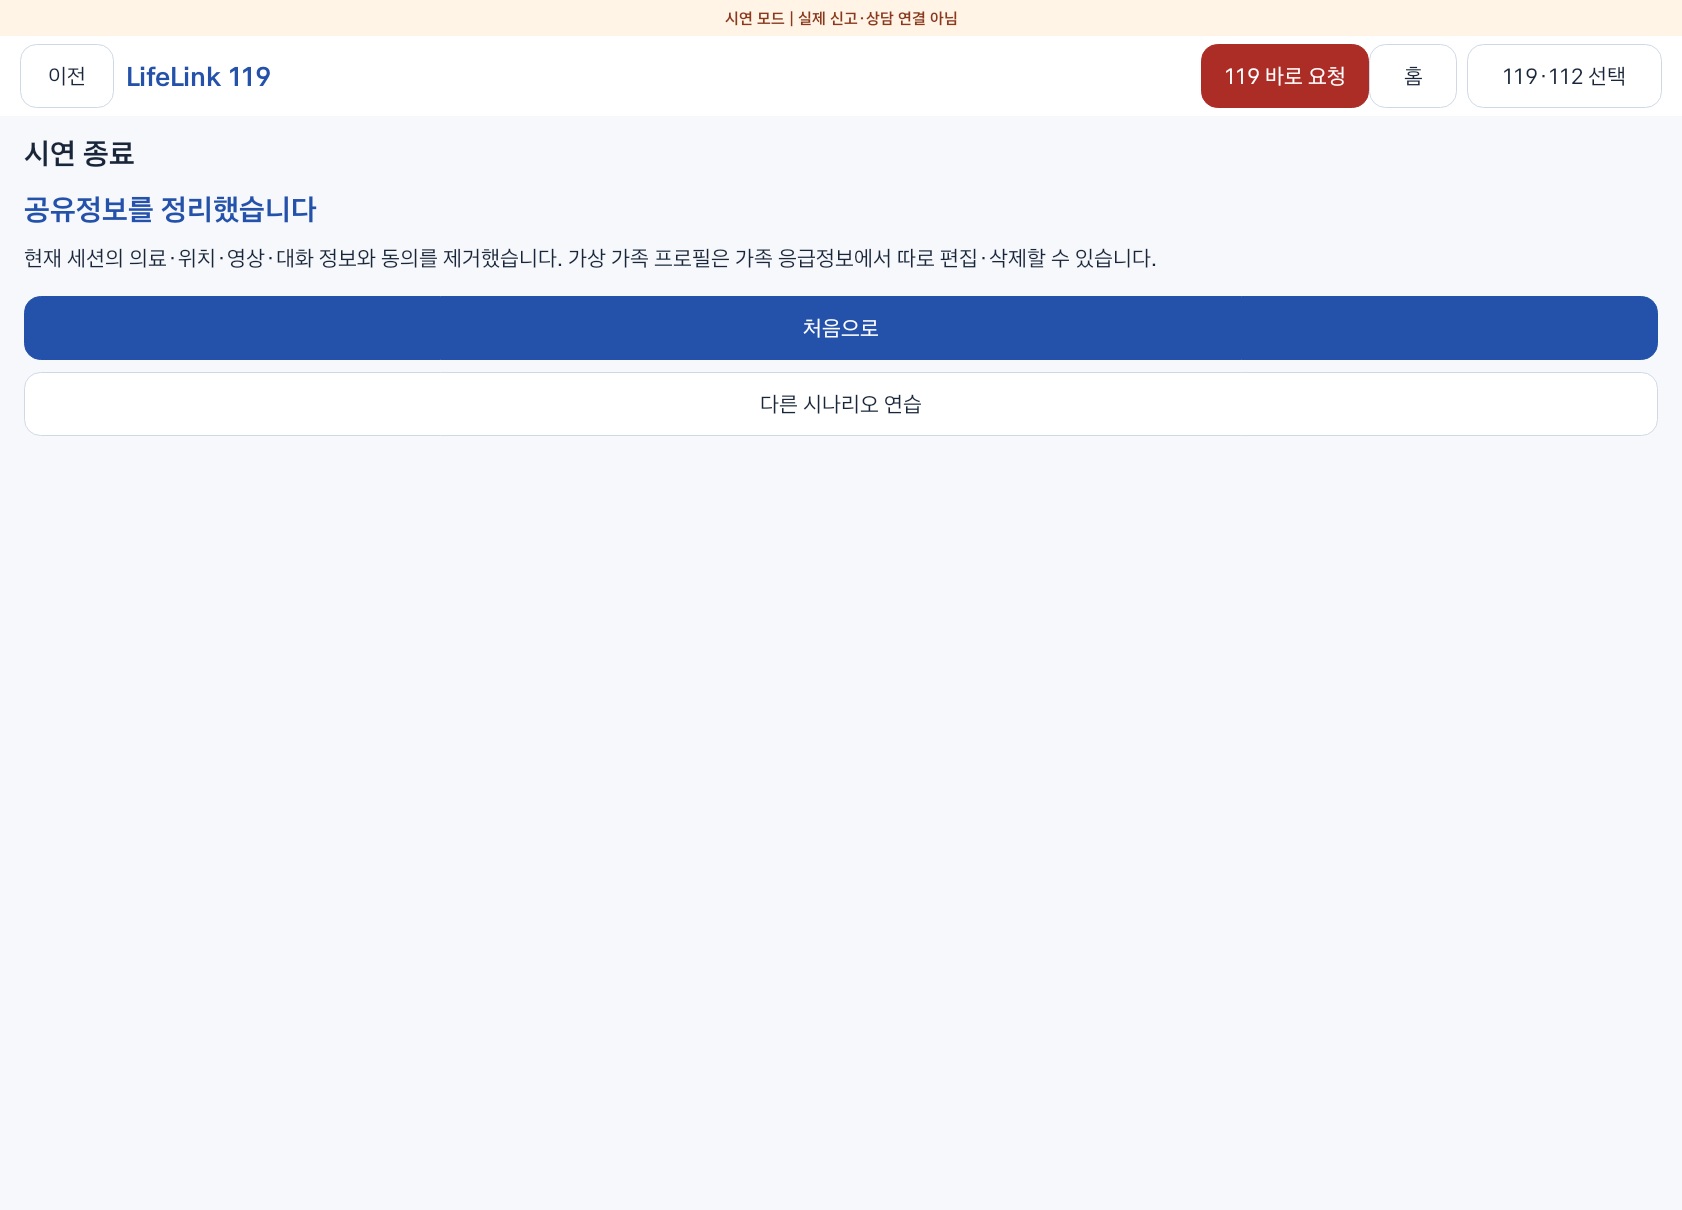 시연 모드 | 실제 신고·상담 연결 아님
이전
LifeLink 119
119 바로 요청
홈
119·112 선택
시연 종료
공유정보를 정리했습니다
현재 세션의 의료·위치·영상·대화 정보와 동의를 제거했습니다. 가상 가족 프로필은 가족 응급정보에서 따로 편집·삭제할 수 있습니다.
처음으로
다른 시나리오 연습